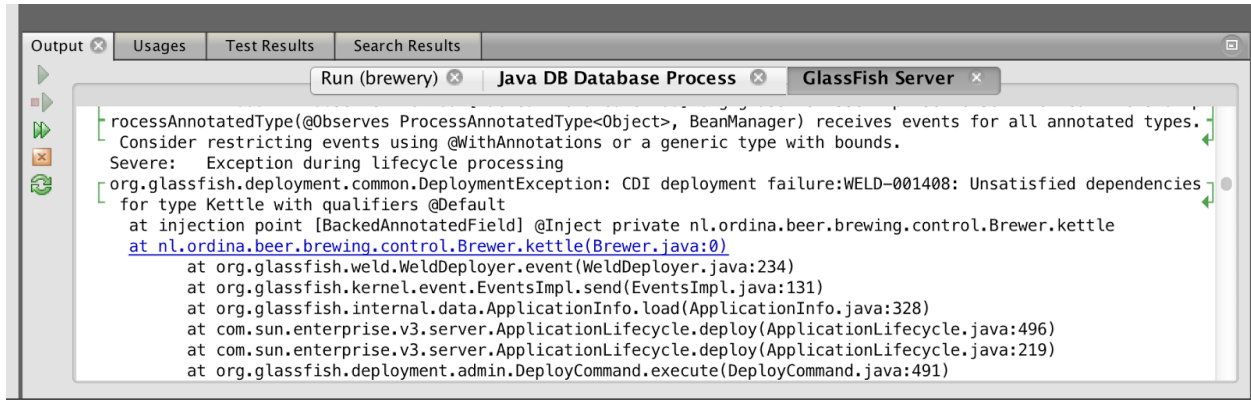 Output
Usages
Test Results
Search Results
Run (brewery)
Java DB Database Process
GlassFish Server
rocessAnnotatedType(@Observes ProcessAnnotatedType<Object>, BeanManager) receives events for all annotated types.
Consider restricting events using @WithAnnotations or a generic type with bounds.
Severe:   Exception during lifecycle processing
org.glassfish.deployment.common.DeploymentException: CDI deployment failure:WELD-001408: Unsatisfied dependencies
for type Kettle with qualifiers @Default
at injection point [BackedAnnotatedField] @Inject private nl.ordina.beer.brewing.control.Brewer.kettle
at nl.ordina.beer.brewing.control.Brewer.kettle(Brewer.java:0)
at org.glassfish.weld.WeldDeployer.event(WeldDeployer.java:234)
at org.glassfish.kernel.event.EventsImpl.send(EventsImpl.java:131)
at org.glassfish.internal.data.ApplicationInfo.load(ApplicationInfo.java:328)
at com.sun.enterprise.v3.server.ApplicationLifecycle.deploy(ApplicationLifecycle.java:496)
at com.sun.enterprise.v3.server.ApplicationLifecycle.deploy(ApplicationLifecycle.java:219)
at org.glassfish.deployment.admin.DeployCommand.execute(DeployCommand.java:491)